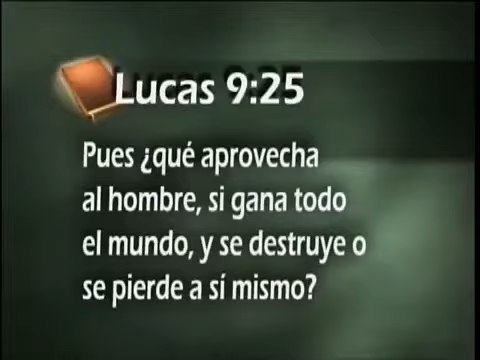 Lucas 9:25
Pues ¿qué aprovecha
al hombre, si gana todo
el mundo, y se destruye o
se pierde a sí mismo?